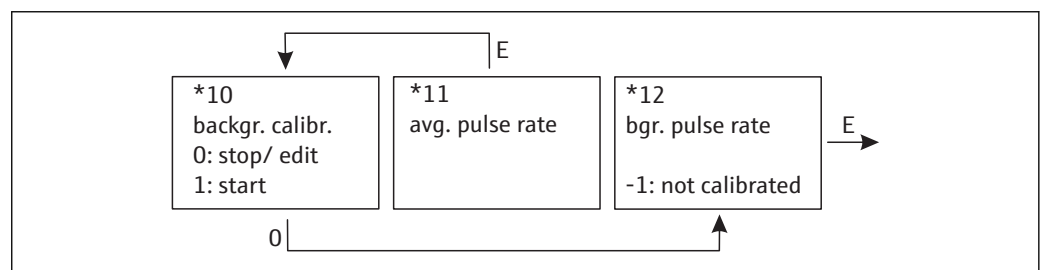 E
*10
backgr. calibr.
0: stop/ edit
1: start
*11
avg. pulse rate
*12
bgr. pulse rate
-1: not calibrated
E
0